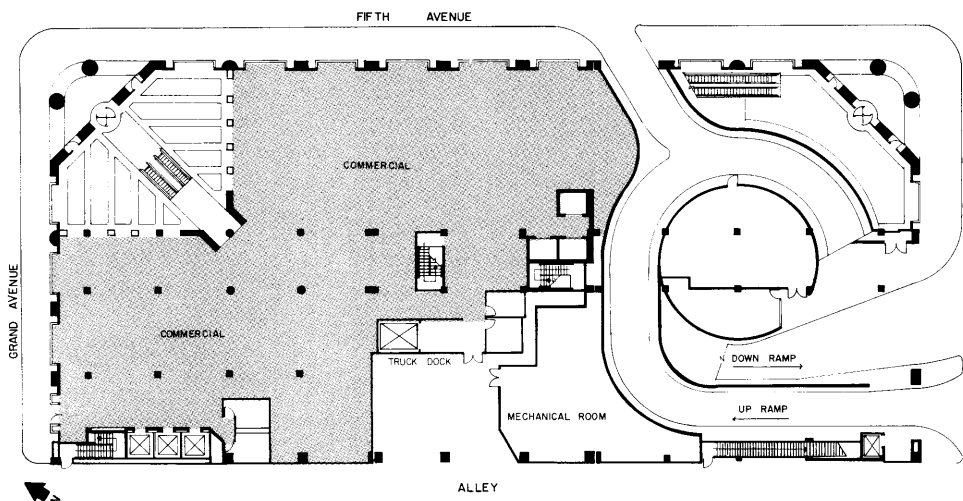 FIFTH AVENUE
COMMERCIAL
GRAND AVENUE
COMMERCIAL
TRUCK DOCK
DOWN RAMP
MECHANICAL ROOM
UP RAMP
ALLEY
N